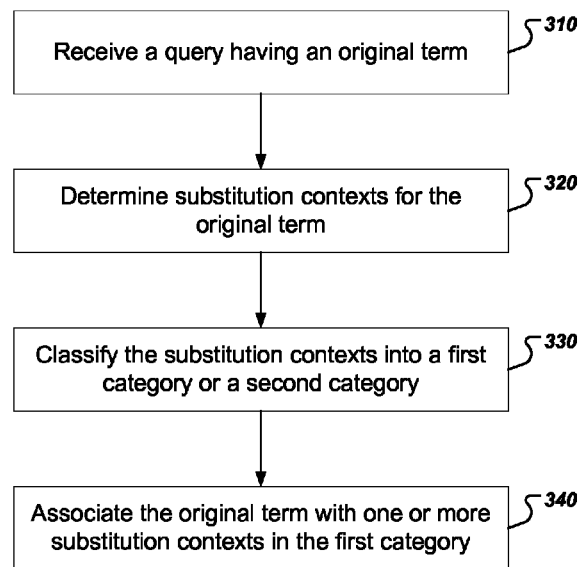 310
Receive a query having an original term
320
Determine substitution contexts for the
original term
330
Classify the substitution contexts into a first
category or a second category
340
Associate the original term with one or more
substitution contexts in the first category